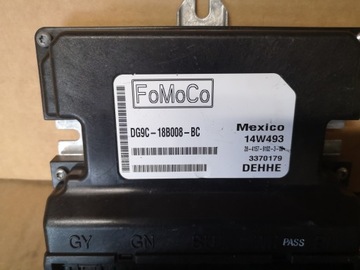 FoMoCo
DG9C-18B008-BC
Mexico
14W493
3370179
DEHHE
GY GN PASS